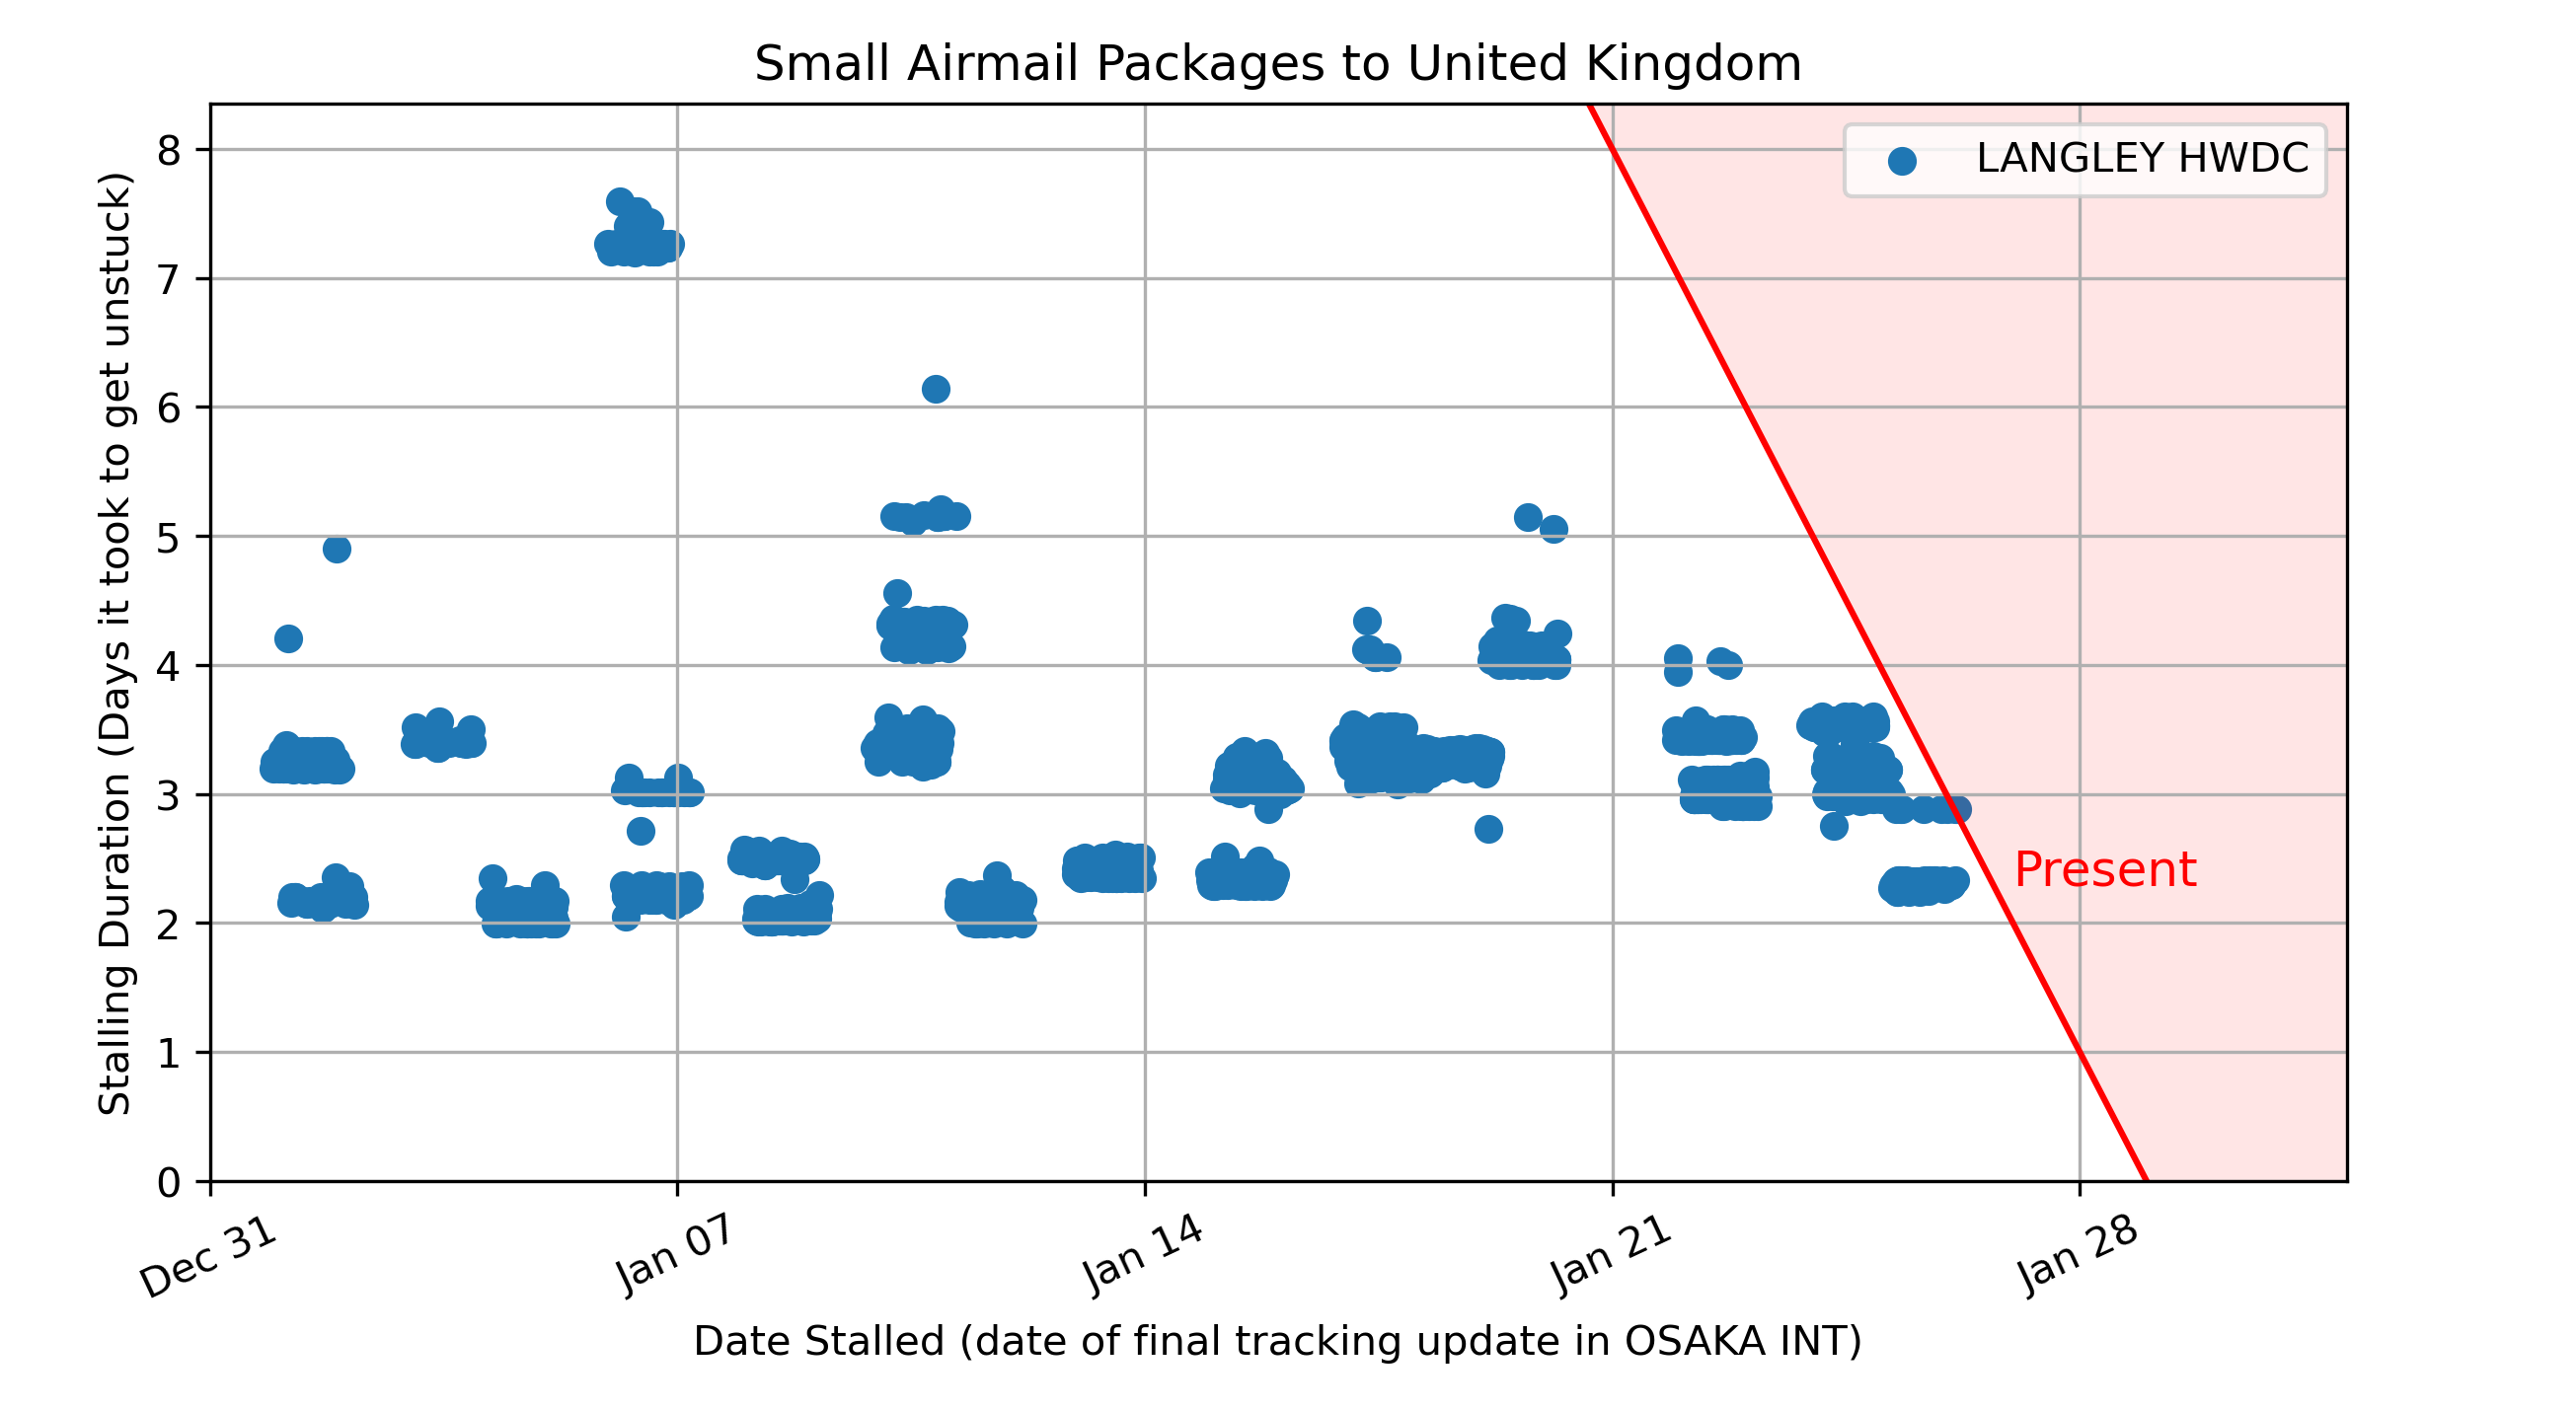 Small Airmail Packages to United Kingdom
LANGLEY HWDC
Stalling Duration (Days it took to get unstuck)
8
7
6
5
4
3
2
1
0
Present
Dec 31
Jan 07
Jan 14
Jan 21
Jan 28
Date Stalled (date of final tracking update in OSAKA INT)